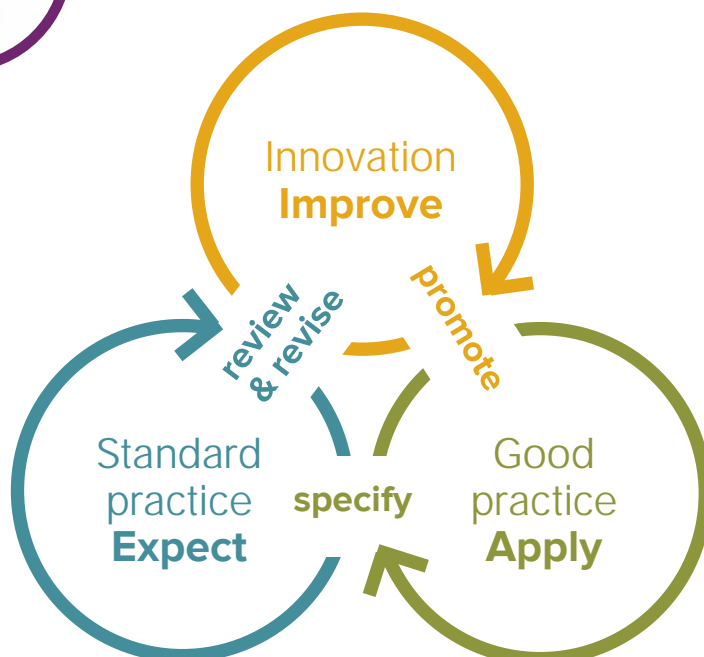 Innovation
Improve
review
& revise
promote
Standard
practice
Expect
specify
Good
practice
Apply